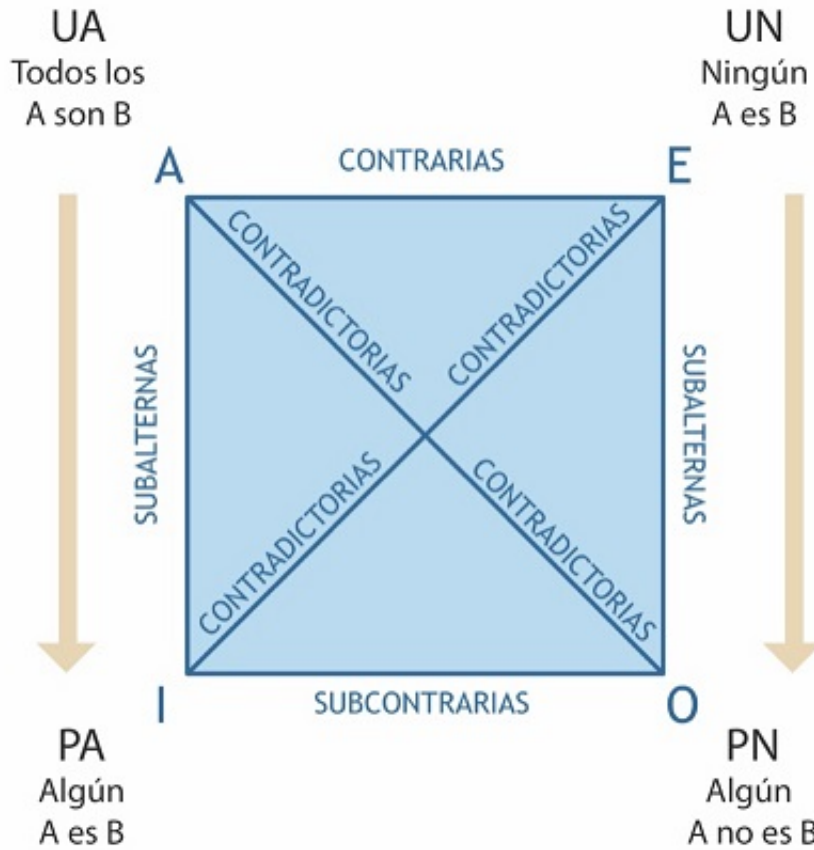 UA
Todos los
A son B
UN
Ningún
A es B
A
CONTRARIAS
E
CONTRADICTORIAS
CONTRADICTORIAS
SUBALTERNAS
SUBALTERNAS
CONTRADICTORIAS
CONTRADICTORIAS
I
SUBCONTRARIAS
O
PA
Algún
A es B
PN
Algún
A no es B